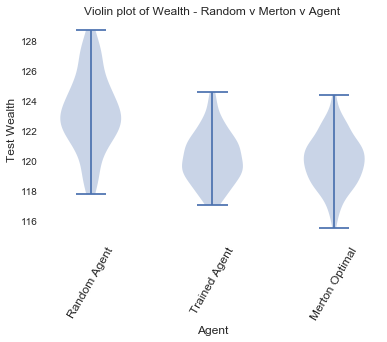 Violin plot of Wealth - Random v Merton v Agent
128
126
124
122
120
118
116
Test Wealth
Random Agent
Trained Agent
Merton Optimal
Agent